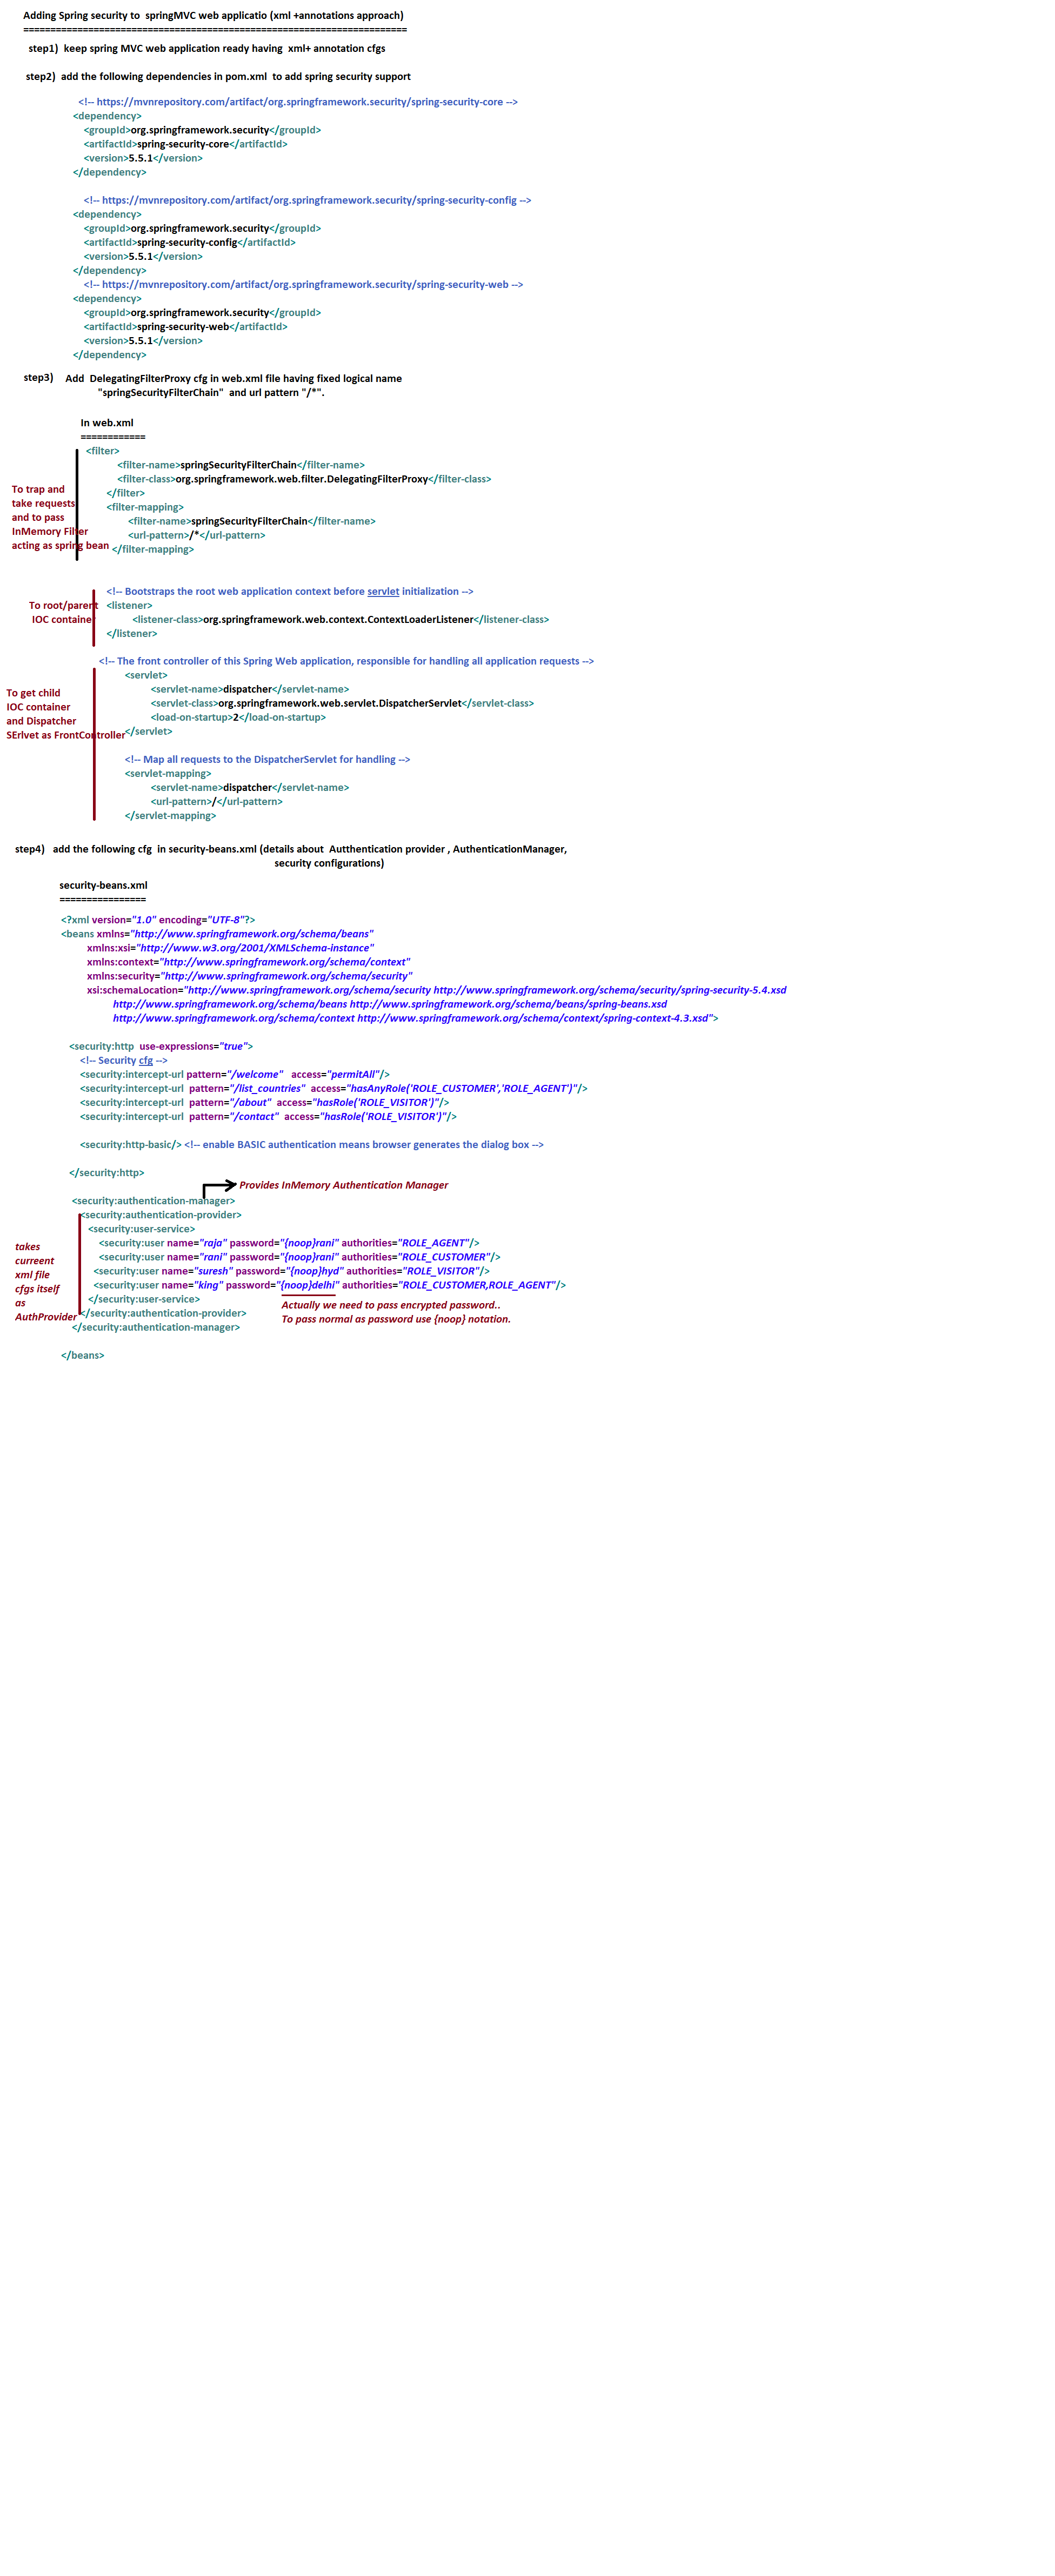 Adding Spring security to  springMVC web applicatio (xml +annotations approach)
=======================================================================
step1)  keep spring MVC web application ready having  xml+ annotation cfgs
step2)  add the following dependencies in pom.xml  to add spring security support
<!-- https://mvnrepository.com/artifact/org.springframework.security/spring-security-core -->
<dependency>
<groupId>org.springframework.security</groupId>
<artifactId>spring-security-core</artifactId>
<version>5.5.1</version>
</dependency>
<!-- https://mvnrepository.com/artifact/org.springframework.security/spring-security-config -->
<dependency>
<groupId>org.springframework.security</groupId>
<artifactId>spring-security-config</artifactId>
<version>5.5.1</version>
</dependency>
<!-- https://mvnrepository.com/artifact/org.springframework.security/spring-security-web -->
<dependency>
<groupId>org.springframework.security</groupId>
<artifactId>spring-security-web</artifactId>
<version>5.5.1</version>
</dependency>
step3)    Add  DelegatingFilterProxy cfg in web.xml file having fixed logical name
"springSecurityFilterChain"  and url pattern "/*".
In web.xml
============
<filter>
<filter-name>springSecurityFilterChain</filter-name>
<filter-class>org.springframework.web.filter.DelegatingFilterProxy</filter-class>
</filter>
<filter-mapping>
<filter-name>springSecurityFilterChain</filter-name>
<url-pattern>/*</url-pattern>
</filter-mapping>
To trap and
take requests
and to pass
InMemory Filter
acting as spring bean
<!-- Bootstraps the root web application context before servlet initialization -->
<listener>
<listener-class>org.springframework.web.context.ContextLoaderListener</listener-class>
</listener>
To root/parent
IOC container
<!-- The front controller of this Spring Web application, responsible for handling all application requests -->
<servlet>
<servlet-name>dispatcher</servlet-name>
<servlet-class>org.springframework.web.servlet.DispatcherServlet</servlet-class>
<load-on-startup>2</load-on-startup>
</servlet>
To get child
IOC container
and Dispatcher
SErlvet as FrontController
<!-- Map all requests to the DispatcherServlet for handling -->
<servlet-mapping>
<servlet-name>dispatcher</servlet-name>
<url-pattern>/</url-pattern>
</servlet-mapping>
step4)   add the following cfg  in security-beans.xml (details about  Autthentication provider , AuthenticationManager,
security configurations)
security-beans.xml
================
<?xml version="1.0" encoding="UTF-8"?>
<beans xmlns="http://www.springframework.org/schema/beans"
xmlns:xsi="http://www.w3.org/2001/XMLSchema-instance"
xmlns:context="http://www.springframework.org/schema/context"
xmlns:security="http://www.springframework.org/schema/security"
xsi:schemaLocation="http://www.springframework.org/schema/security http://www.springframework.org/schema/security/spring-security-5.4.xsd
http://www.springframework.org/schema/beans http://www.springframework.org/schema/beans/spring-beans.xsd
http://www.springframework.org/schema/context http://www.springframework.org/schema/context/spring-context-4.3.xsd">
<security:http  use-expressions="true">
<!-- Security cfg -->
<security:intercept-url pattern="/welcome"   access="permitAll"/>
<security:intercept-url  pattern="/list_countries"  access="hasAnyRole('ROLE_CUSTOMER','ROLE_AGENT')"/>
<security:intercept-url  pattern="/about"  access="hasRole('ROLE_VISITOR')"/>
<security:intercept-url  pattern="/contact"  access="hasRole('ROLE_VISITOR')"/>
<security:http-basic/> <!-- enable BASIC authentication means browser generates the dialog box -->
</security:http>
Provides InMemory Authentication Manager
<security:authentication-manager>
<security:authentication-provider>
<security:user-service>
<security:user name="raja" password="{noop}rani" authorities="ROLE_AGENT"/>
<security:user name="rani" password="{noop}rani" authorities="ROLE_CUSTOMER"/>
<security:user name="suresh" password="{noop}hyd" authorities="ROLE_VISITOR"/>
<security:user name="king" password="{noop}delhi" authorities="ROLE_CUSTOMER,ROLE_AGENT"/>
</security:user-service>
</security:authentication-provider>
</security:authentication-manager>
takes
curreent
xml file
cfgs itself
as
AuthProvider
Actually we need to pass encrypted password..
To pass normal as password use {noop} notation.
</beans>